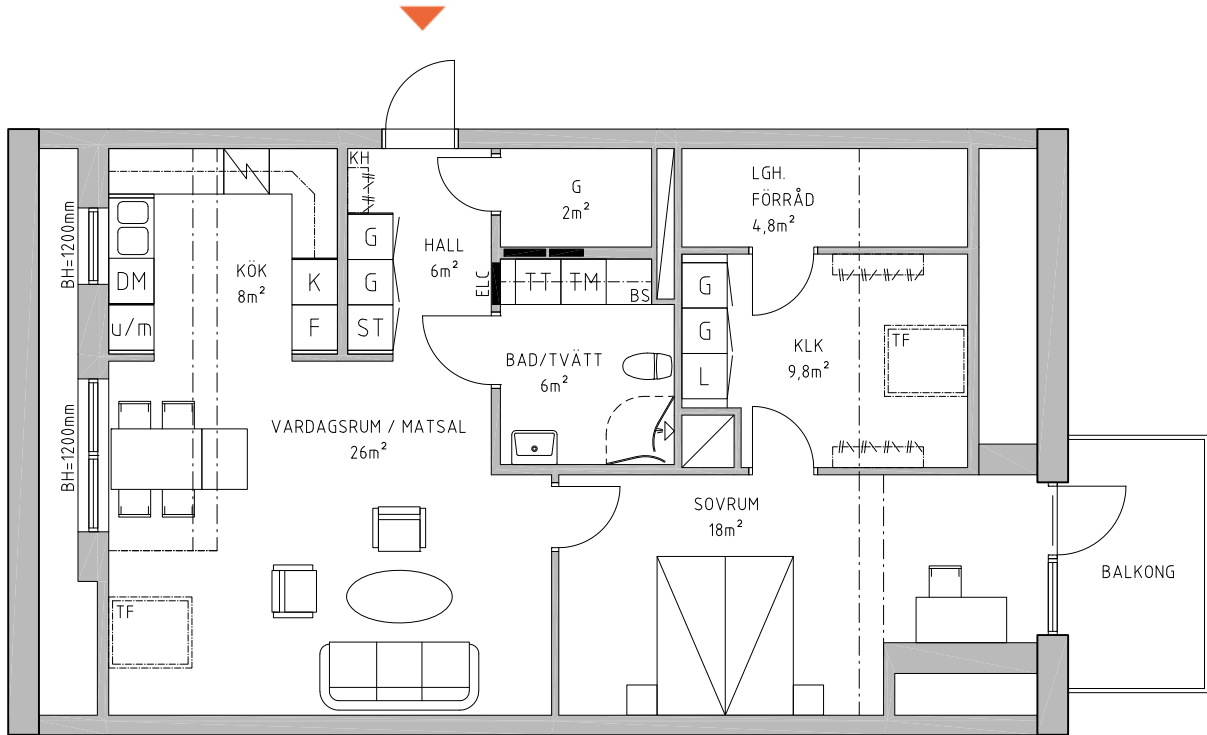 KH
G
2m²
LGH.
FÖRRÅD
4,8m²
BH=1200mm
KÖK
8m²
DM
u/m
K
F
G
G
ST
HALL
6m²
ELC
TT
TM
BS
G
G
L
KLK
9,8m²
TF
BAD/TVÄTT
6m²
BH=1200mm
VARDAGSRUM / MATSAL
26m²
SOVRUM
18m²
BALKONG
TF